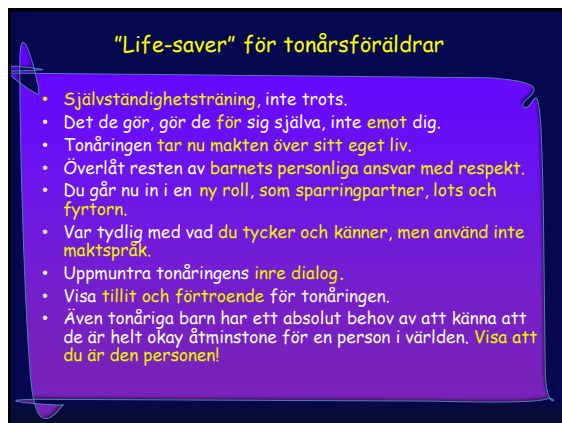 ”Life-saver” för tonårsföräldrar
• Självständighetsträning, inte trots.
• Det de gör, gör de för sig själva, inte emot dig.
• Tonåringen tar nu makten över sitt eget liv.
• Överlåt resten av barnets personliga ansvar med respekt.
• Du går nu in i en ny roll, som sparringpartner, lots och
fyrtorn.
• Var tydlig med vad du tycker och känner, men använd inte
maktspråk.
• Uppmuntra tonåringens inre dialog.
• Visa tillit och förtroende för tonåringen.
• Även tonåriga barn har ett absolut behov av att känna att
de är helt okay åtminstone för en person i världen. Visa att
du är den personen!